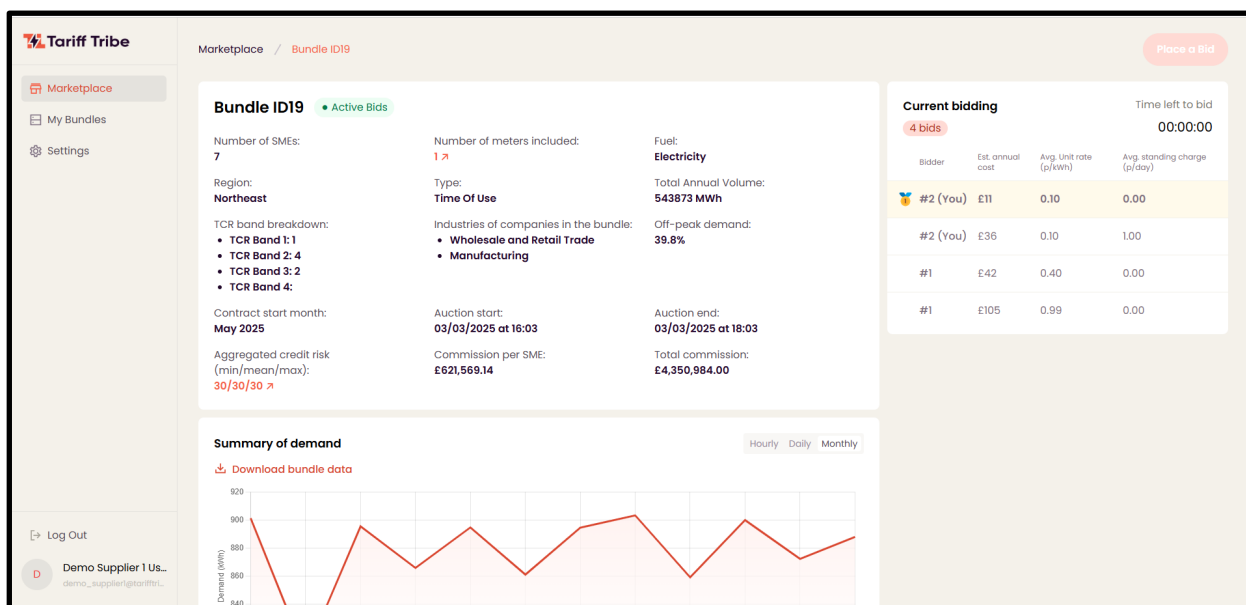 Tariff Tribe
Marketplace / Bundle ID19
Place a Bid
Marketplace
My Bundles
Settings
Bundle ID19
Active Bids
Number of SMEs:
7
Number of meters included:
1
Fuel:
Electricity
Region:
Northeast
Type:
Time Of Use
Total Annual Volume:
543873 MWh
TCR band breakdown:
• TCR Band 1: 1
• TCR Band 2: 4
• TCR Band 3: 2
• TCR Band 4:
Industries of companies in the bundle:
• Wholesale and Retail Trade
• Manufacturing
Off-peak demand:
39.8%
Contract start month:
May 2025
Auction start:
03/03/2025 at 16:03
Auction end:
03/03/2025 at 18:03
Aggregated credit risk
(min/mean/max):
30/30/30
Commission per SME:
£621,569.14
Total commission:
£4,350,984.00
Current bidding
4 bids
Time left to bid
00:00:00
Bidder
Est. annual
cost
Avg. Unit rate
(p/kWh)
Avg. standing charge
(p/day)
1 #2 (You) £11 0.10 0.00
#2 (You) £36 0.10 1.00
#1 £42 0.40 0.00
#1 £105 0.99 0.00
Summary of demand
Hourly Daily Monthly
Download bundle data
920
900
880
860
840
Demand (kWh)
Log Out
D
Demo Supplier 1 Us...
demo_supplier1@tarifftri...